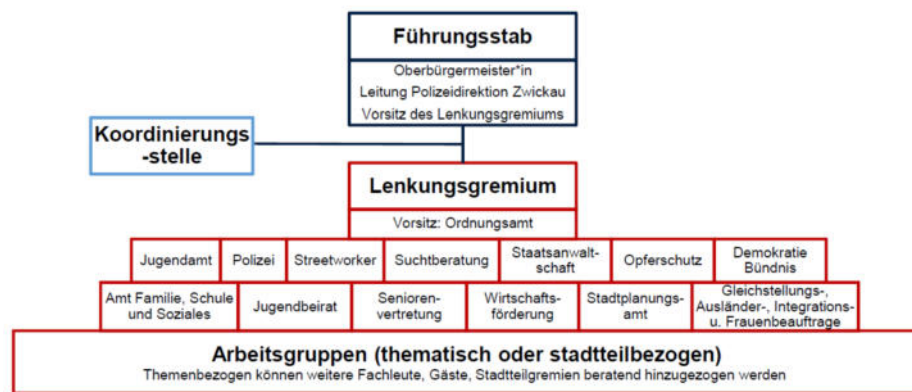 Führungsstab
Oberbürgermeister*in
Leitung Polizeidirektion Zwickau
Vorsitz des Lenkungsgremiums
Koordinierungs
-stelle
Lenkungsgremium
Vorsitz: Ordnungsamt
Jugendamt
Polizei
Streetworker
Suchtberatung
Staatsanwalt-
schaft
Opferschutz
Demokratie
Bündnis
Amt Familie, Schule
und Soziales
Jugendbeirat
Senioren-
vertretung
Wirtschafts-
förderung
Stadtplanungs-
amt
Gleichstellungs-,
Ausländer-, Integrations-
u. Frauenbeauftrage
Arbeitsgruppen (thematisch oder stadtteilbezogen)
Themenbezogen können weitere Fachleute, Gäste, Stadtteilgremien beratend hinzugezogen werden